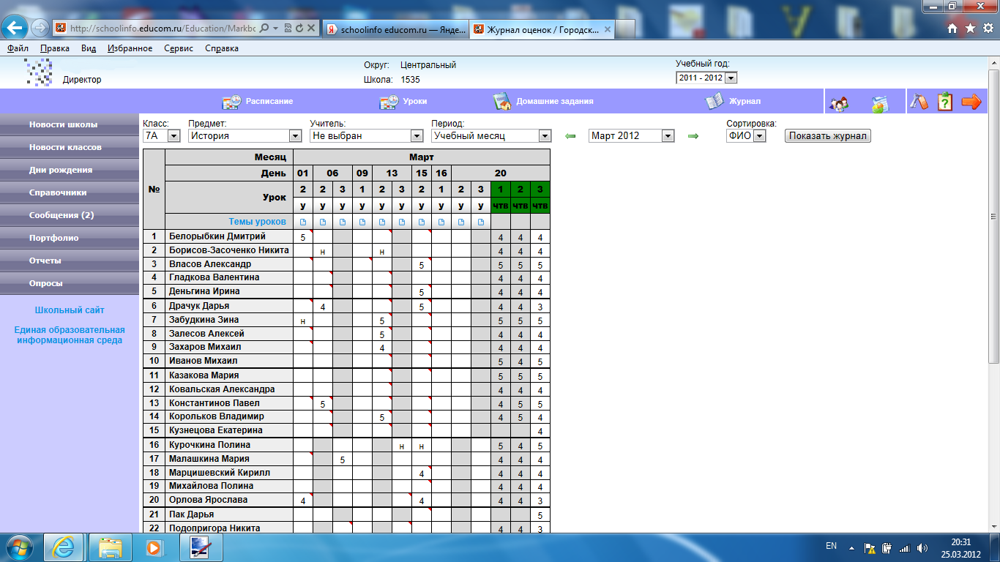 http://schoolinfo.educom.ru/Education/Markbo
schoolinfo educom.ru — Янде...
Журнал оценок / Городск...
Файл Правка Вид Избранное Сервис Справка
Директор
Округ: Центральный
Школа: 1535
Учебный год:
2011 - 2012
Расписание Уроки Домашние задания Журнал
Новости школы
Новости классов
Дни рождения
Справочники
Сообщения (2)
Портфолио
Отчеты
Опросы
Школьный сайт
Единая образовательная
информационная среда
Класс: Предмет: Учитель: Период: Сортировка:
7А История Не выбран Учебный месяц Март 2012 ФИО Показать журнал
№ Месяц Март
День 01 06 09 13 15 16 20
Урок 2 2 3 1 2 3 2 1 2 3 1 2 3
у у у у у у у у у у чтв чтв чтв
Темы уроков
1 Белорыбкин Дмитрий 5 4 4 4
2 Борисов-Засоченко Никита н н 4 4 4
3 Власов Александр 5 5 5 5
4 Гладкова Валентина 4 4 4
5 Деньгина Ирина 5 4 4 4
6 Драчук Дарья 4 5 4 4 3
7 Забудкина Зина н 5 5 5 5
8 Залесов Алексей 5 4 4 4
9 Захаров Михаил 4 4 4 4
10 Иванов Михаил 5 4 5
11 Казакова Мария 5 5 5
12 Ковальская Александра 4 4 4
13 Константинов Павел 5 4 5 5
14 Корольков Владимир 5 4 5 4
15 Кузнецова Екатерина 4
16 Курочкина Полина н н 5 4 5
17 Малашкина Мария 5 4 4 4
18 Марцишевский Кирилл 4 4 4 4
19 Михайлова Полина 4 4 4
20 Орлова Ярослава 4 4 4 4 3
21 Пак Дарья 5
22 Подопригора Никита 4 4 3
EN
20:31
25.03.2012